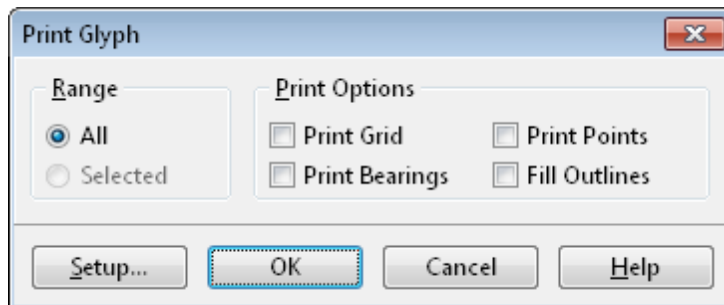 Print Glyph
Range
Print Options
All
Print Grid
Print Points
Selected
Print Bearings
Fill Outlines
Setup...
OK
Cancel
Help